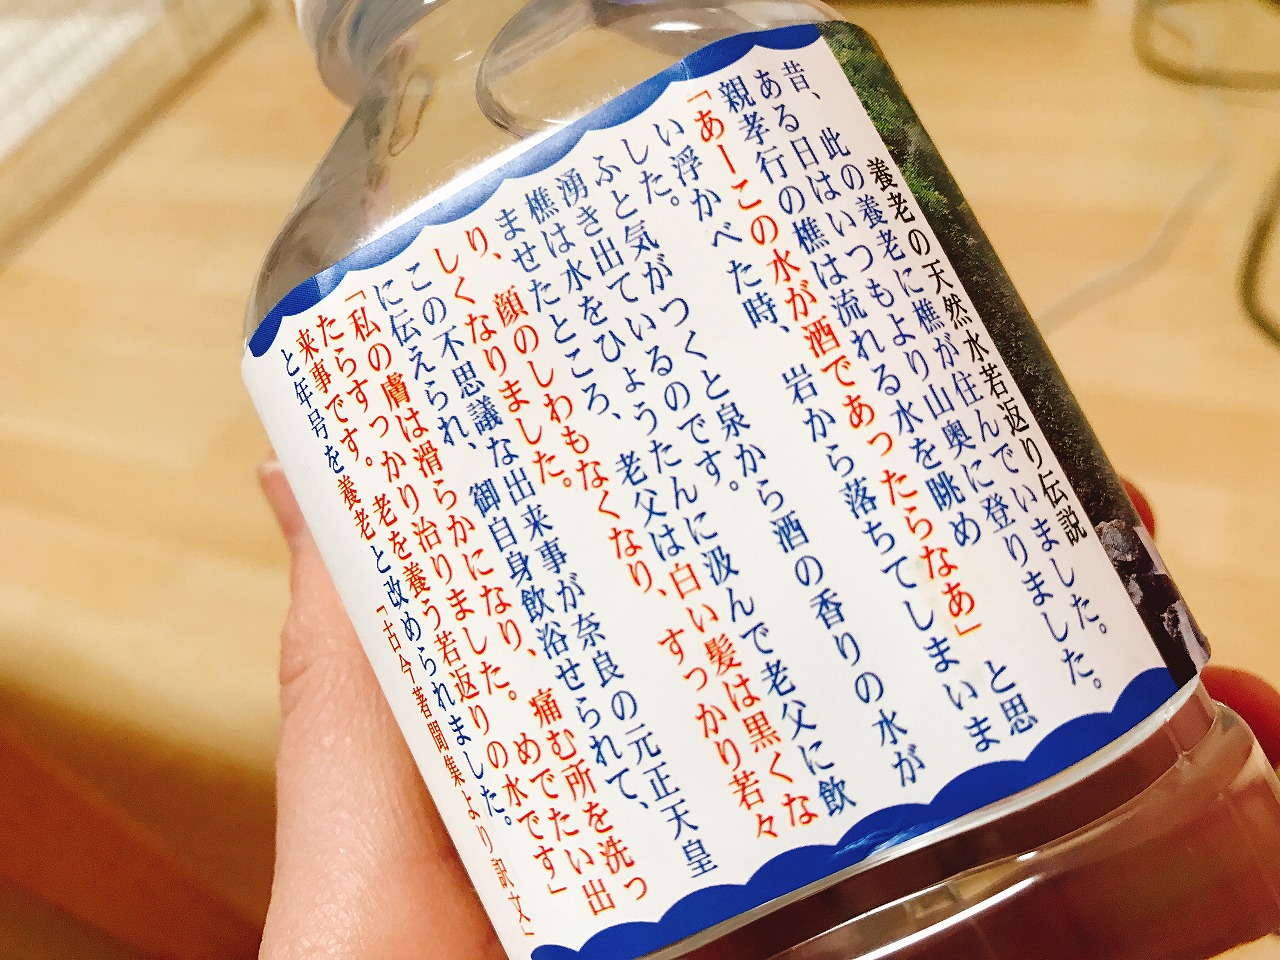 養老の天然水若返り伝説
昔、此の養老に樵が住んでいました。
ある日はいつもより山奥に登りました。
親孝行の樵は流れる水を眺め
「あーこの水が酒であったらなあ」と思
い浮かべた時、岩から落ちてしまいま
した。
ふと気がつくと泉から酒の香りの水が
湧き出ているのです。
樵は水をひょうたんに汲んで老父に飲
ませたところ、老父は白い髪は黒くな
り、顔のしわもなくなり、すっかり若々
しくなりました。
この不思議な出来事が奈良の元正天皇
に伝えられ、御自身飲浴せられて、
「私の膚は滑らかになり、痛む所を洗っ
たらすっかり治りました。めでたい出
来事です。老を養う若返りの水です」
と年号を養老と改められました。
「古今著聞集より訳文」